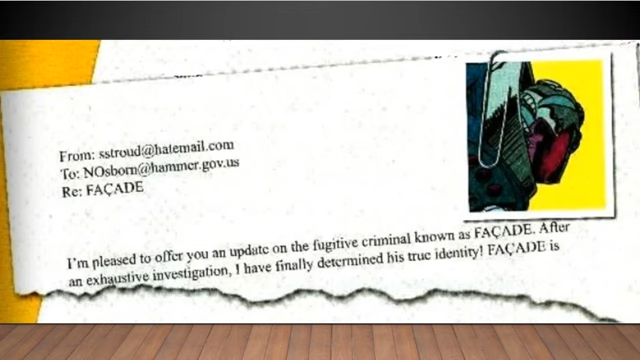 From: sstroud@hatemail.com
To: NOsborn@hammer.gov.us
Re: FAÇADE
I'm pleased to offer you an update on the fugitive criminal known as FAÇADE. After
an exhaustive investigation, I have finally determined his true identity! FAÇADE is